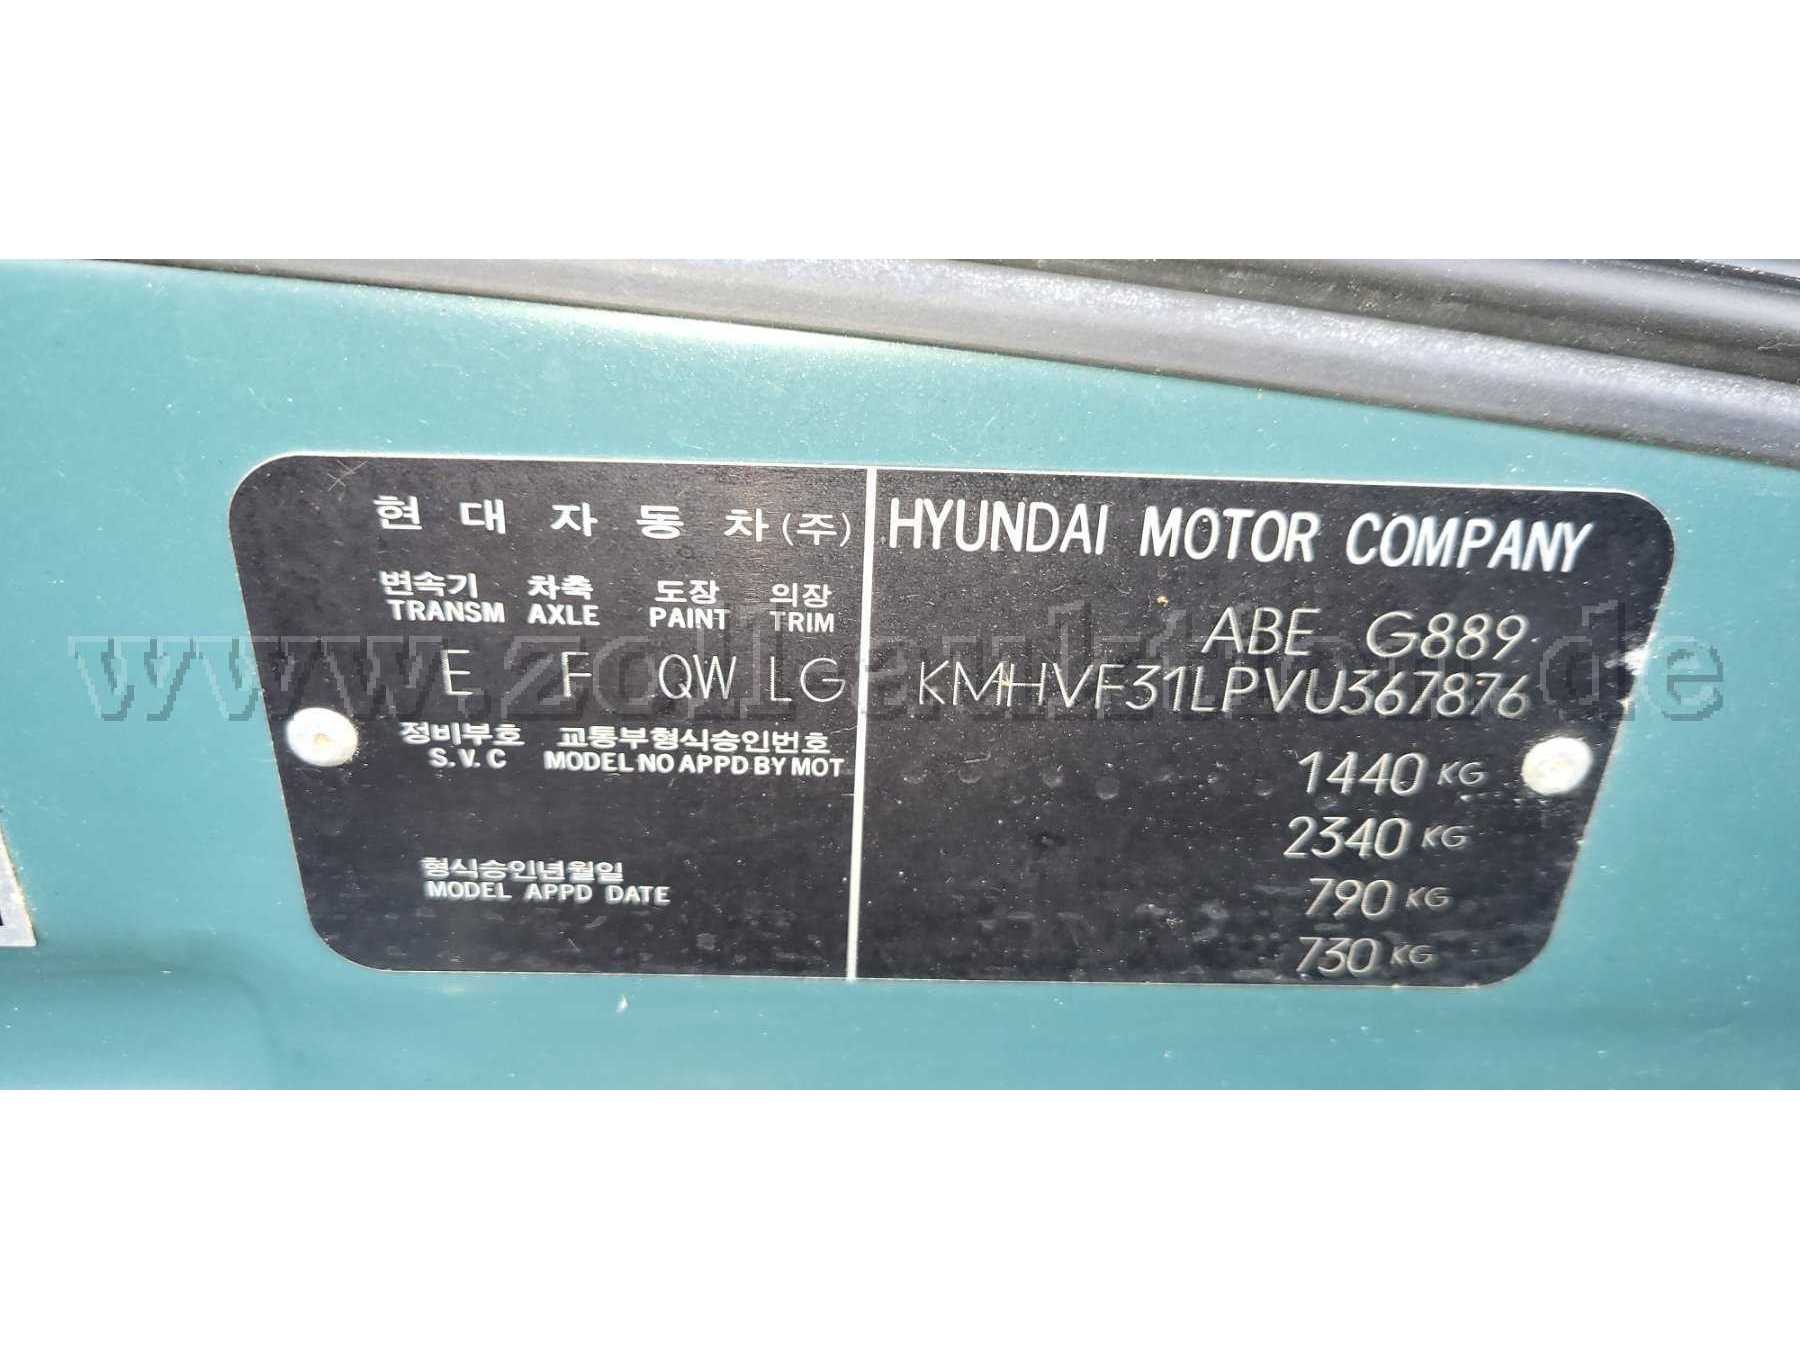 현대자동차(주)
변속기 차축 도장 의장
TRANSM AXLE PAINT TRIM
E F QW LG
정비부호 교통부형식승인번호
S.V.C MODEL NO APPD BY MOT
형식승인년월일
MODEL APPD DATE
HYUNDAI MOTOR COMPANY
ABE G889
KMHVF31LPVU367876
1440 KG
2340 KG
790 KG
730 KG
www.zoll-auktion.de